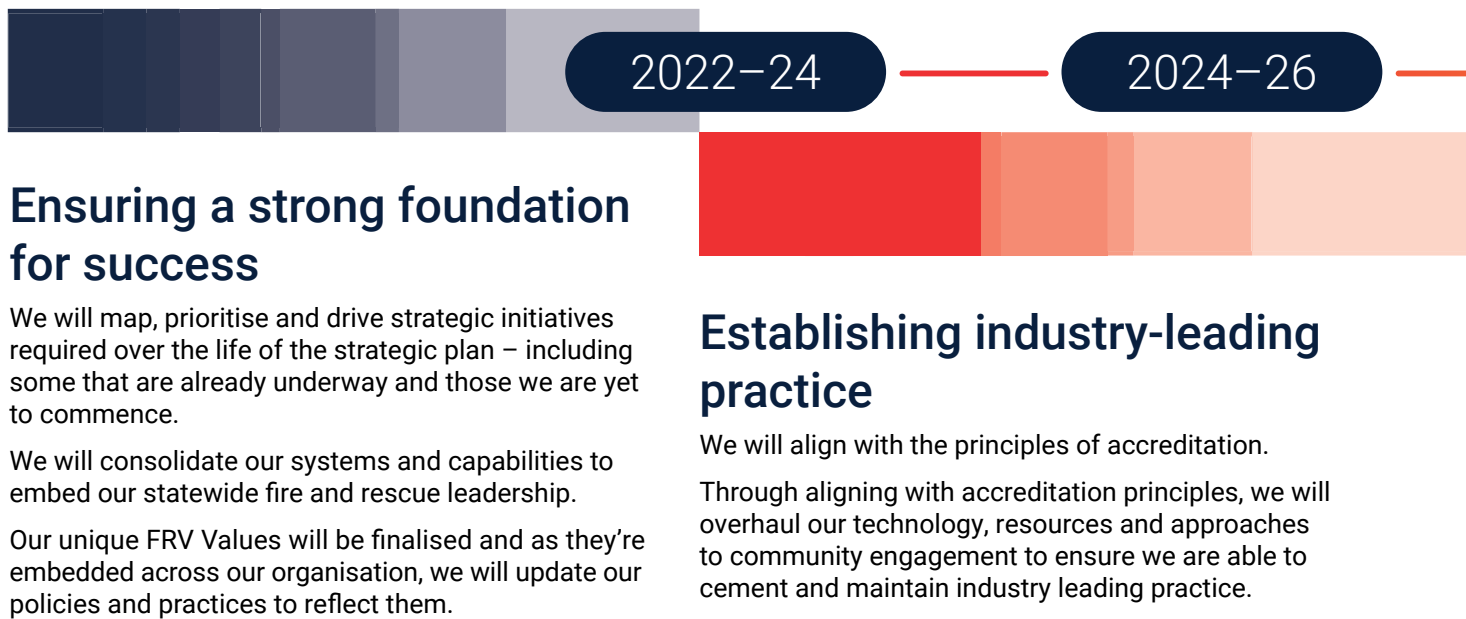 2022–24
2024–26
Ensuring a strong foundation
for success
We will map, prioritise and drive strategic initiatives
required over the life of the strategic plan – including
some that are already underway and those we are yet
to commence.
We will consolidate our systems and capabilities to
embed our statewide fire and rescue leadership.
Our unique FRV Values will be finalised and as they’re
embedded across our organisation, we will update our
policies and practices to reflect them.
Establishing industry-leading
practice
We will align with the principles of accreditation.
Through aligning with accreditation principles, we will
overhaul our technology, resources and approaches
to community engagement to ensure we are able to
cement and maintain industry leading practice.